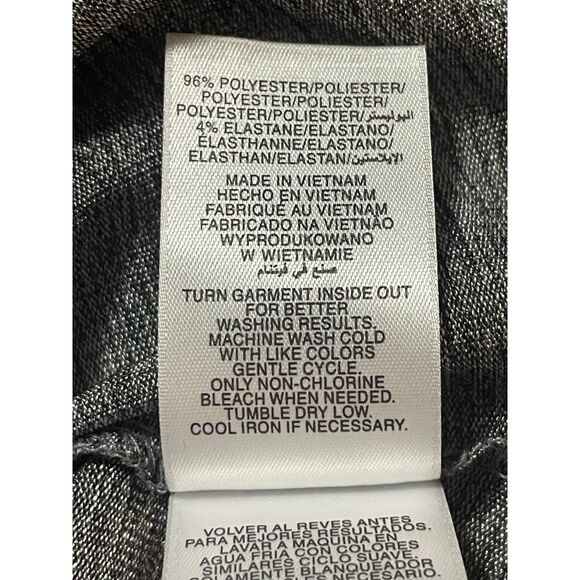 96% POLYESTER/POLIESTER/
POLYESTER/POLIESTER/
POLYESTER/POLIESTER/البوليستر
4% ELASTANE/ELASTANO/
ÉLASTHANNE/ELASTANO/
ELASTHAN/ELASTAN/الإيلاستين
MADE IN VIETNAM
HECHO EN VIETNAM
FABRIQUÉ AU VIETNAM
FABRICADO NA VIETNÃO
WYPRODUKOWANO
W WIETNAMIE
صنع في فيتنام
TURN GARMENT INSIDE OUT
FOR BETTER
WASHING RESULTS.
MACHINE WASH COLD
WITH LIKE COLORS
GENTLE CYCLE.
ONLY NON-CHLORINE
BLEACH WHEN NEEDED.
TUMBLE DRY LOW.
COOL IRON IF NECESSARY.
VOLVER AL REVES ANTES
PARA MEJORES RESULTADOS.
LAVAR A MAQUINA EN
AGUA FRIA CON COLORES
SIMILARES CICLO SUAVE.
SOLAMENTE BLANQUEADOR